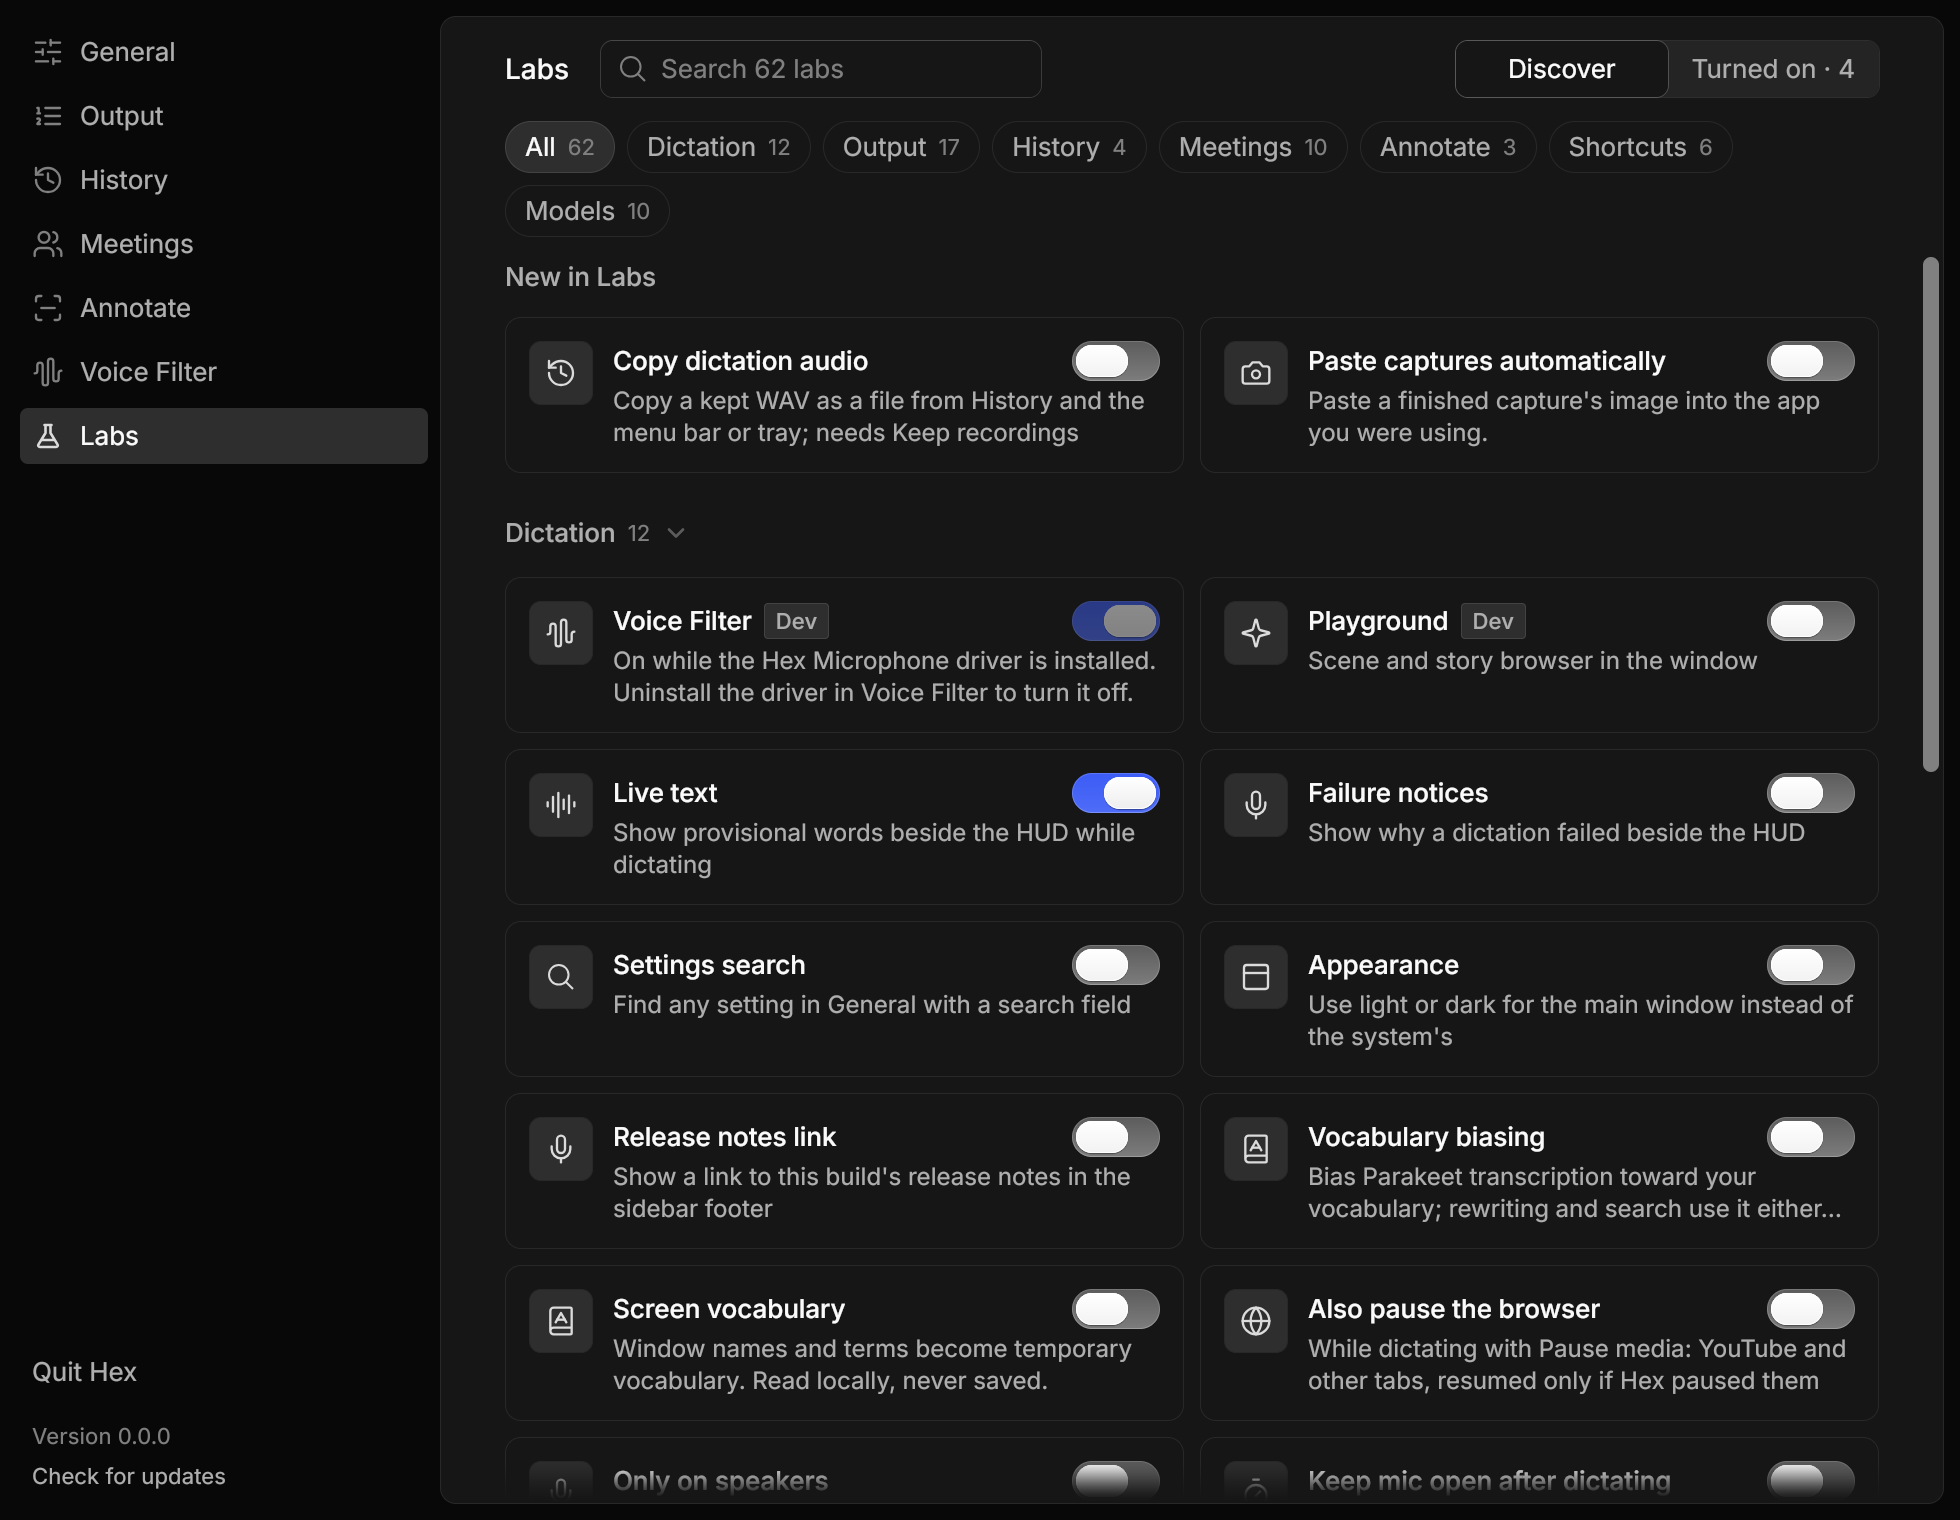 General
Output
History
Meetings
Annotate
Voice Filter
Labs
Quit Hex
Version 0.0.0
Check for updates
Labs
Search 62 labs
Discover
Turned on · 4
All 62
Dictation 12
Output 17
History 4
Meetings 10
Annotate 3
Shortcuts 6
Models 10
New in Labs
Copy dictation audio
Copy a kept WAV as a file from History and the
menu bar or tray; needs Keep recordings
Paste captures automatically
Paste a finished capture's image into the app
you were using.
Dictation 12
Voice Filter Dev
On while the Hex Microphone driver is installed.
Uninstall the driver in Voice Filter to turn it off.
Playground Dev
Scene and story browser in the window
Live text
Show provisional words beside the HUD while
dictating
Failure notices
Show why a dictation failed beside the HUD
Settings search
Find any setting in General with a search field
Appearance
Use light or dark for the main window instead of
the system's
Release notes link
Show a link to this build's release notes in the
sidebar footer
Vocabulary biasing
Bias Parakeet transcription toward your
vocabulary; rewriting and search use it either…
Screen vocabulary
Window names and terms become temporary
vocabulary. Read locally, never saved.
Also pause the browser
While dictating with Pause media: YouTube and
other tabs, resumed only if Hex paused them
Only on speakers
Keep mic open after dictating